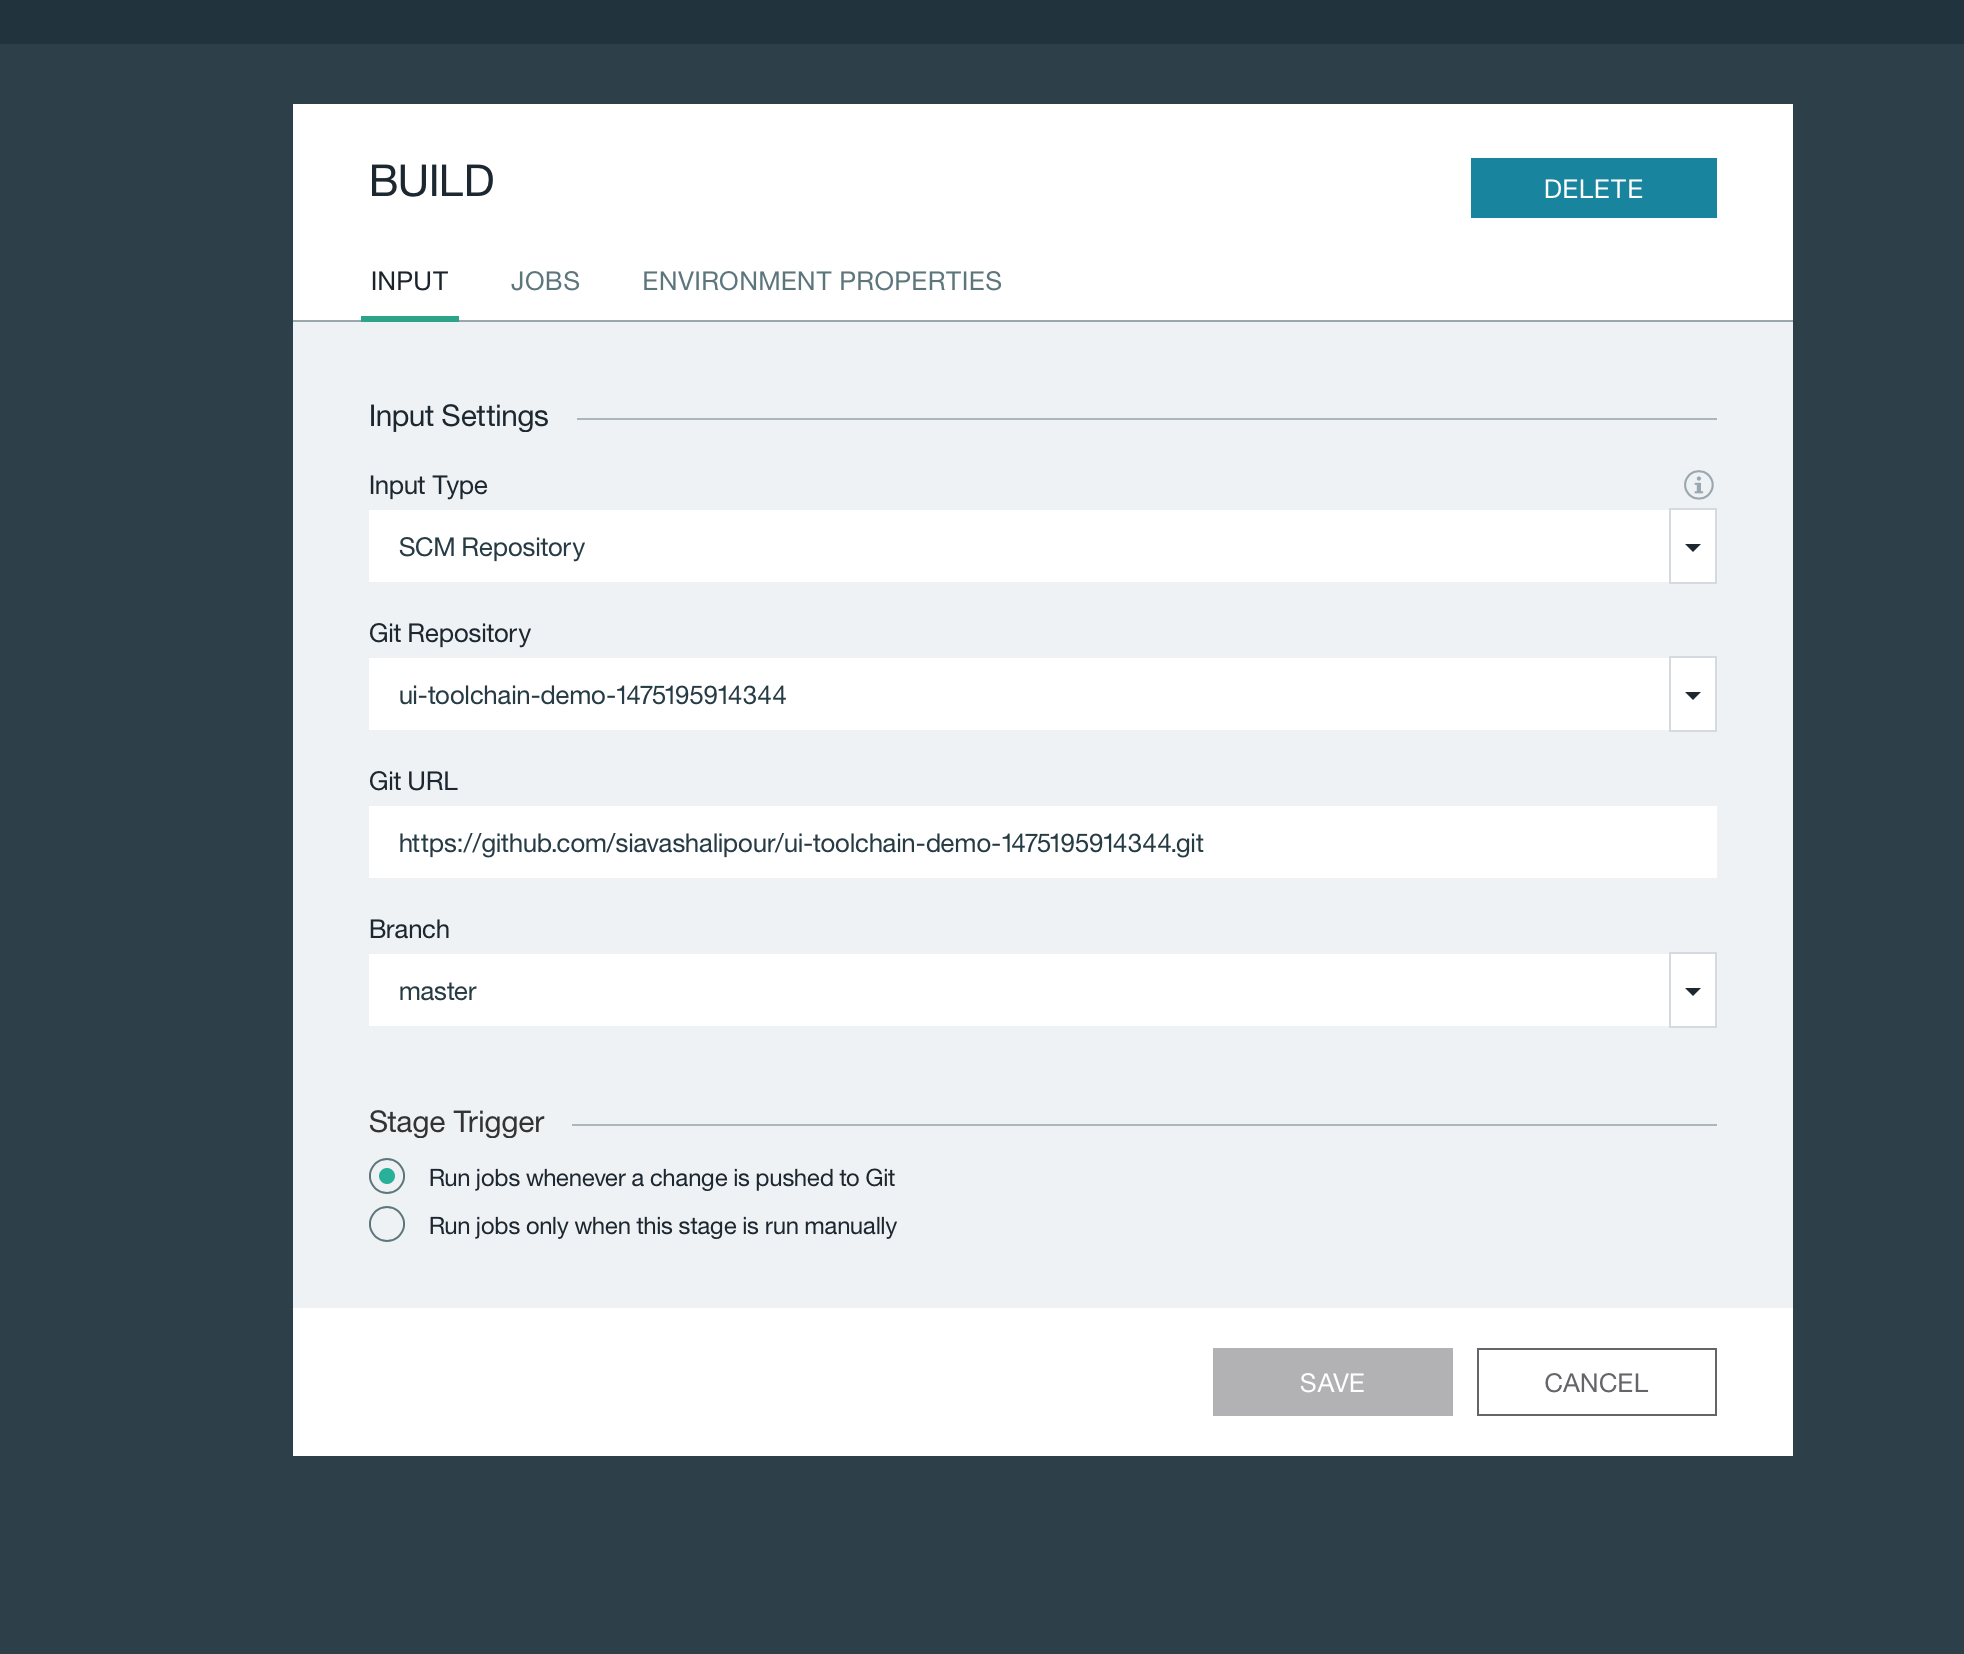 BUILD
DELETE
INPUT JOBS ENVIRONMENT PROPERTIES
Input Settings
Input Type
SCM Repository
Git Repository
ui-toolchain-demo-1475195914344
Git URL
https://github.com/siavashalipour/ui-toolchain-demo-1475195914344.git
Branch
master
Stage Trigger
Run jobs whenever a change is pushed to Git
Run jobs only when this stage is run manually
SAVE CANCEL